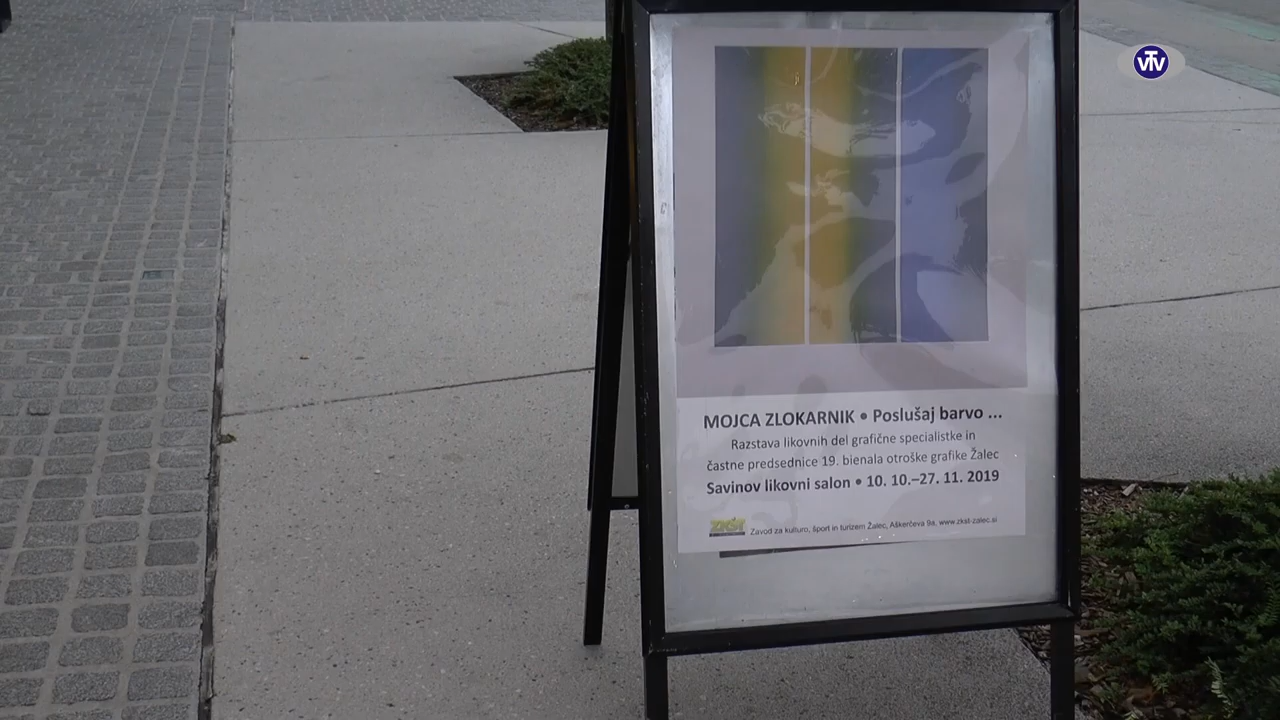 VTV
MOJCA ZLOKARNIK • Poslušaj barvo ...
Razstava likovnih del grafične specialistke in
častne predsednice 19. bienala otroške grafike Žalec
Savinov likovni salon • 10. 10.–27. 11. 2019
ZKŠT Zavod za kulturo, šport in turizem Žalec, Aškerčeva 9a, www.zkst-zalec.si